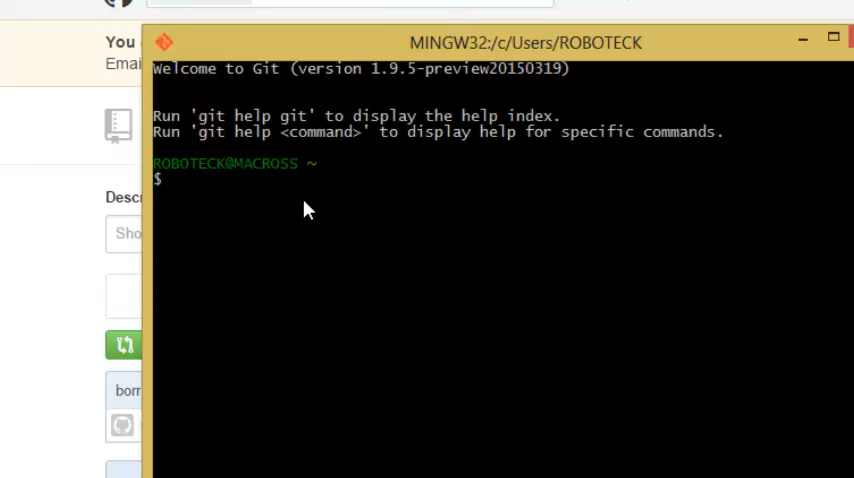 You
Emai
MINGW32:/c/Users/ROBOTECK
Welcome to Git (version 1.9.5-preview20150319)
Run 'git help git' to display the help index.
Run 'git help <command>' to display help for specific commands.
ROBOTECK@MACROSS ~
$
Descr
Sho
borr